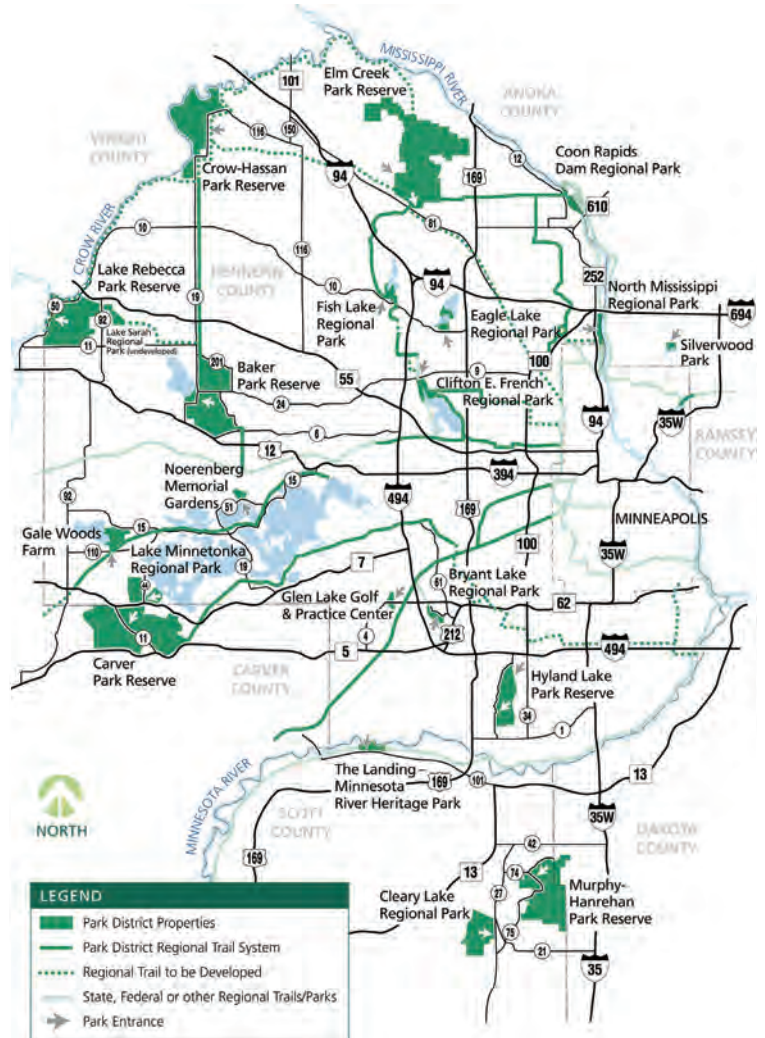 MISSISSIPPI RIVER
Elm Creek
Park Reserve
ANOKA
COUNTY
101
WRIGHT
COUNTY
116
150
94
169
12
Coon Rapids
Dam Regional Park
610
Crow-Hassan
Park Reserve
81
CROW RIVER
10
116
252
HENNEPIN
COUNTY
Lake Rebecca
Park Reserve
10
94
North Mississippi
Regional Park
694
50
92
19
Fish Lake
Regional
Park
Eagle Lake
Regional Park
Lake Sarah
Regional
Park (undeveloped)
11
100
Silverwood
Park
201
Baker
Park Reserve
55
9
Clifton E. French
Regional Park
24
94
35W
RAMSEY
COUNTY
6
12
394
Noerenberg
Memorial
Gardens
15
92
494
51
169
Gale Woods
Farm
15
MINNEAPOLIS
110
Lake Minnetonka
Regional Park
19
7
100
35W
44
61
Bryant Lake
Regional Park
Glen Lake Golf
& Practice Center
62
11
4
212
5
494
Carver
Park Reserve
CARVER
COUNTY
Hyland Lake
Park Reserve
34
1
MINNESOTA RIVER
The Landing–
Minnesota
River Heritage Park
169
101
13
NORTH
SCOTT
COUNTY
35W
DAKOTA
COUNTY
169
42
13
74
27
Cleary Lake
Regional Park
Murphy-
Hanrehan
Park Reserve
75
21
35
LEGEND
Park District Properties
Park District Regional Trail System
Regional Trail to be Developed
State, Federal or other Regional Trails/Parks
Park Entrance